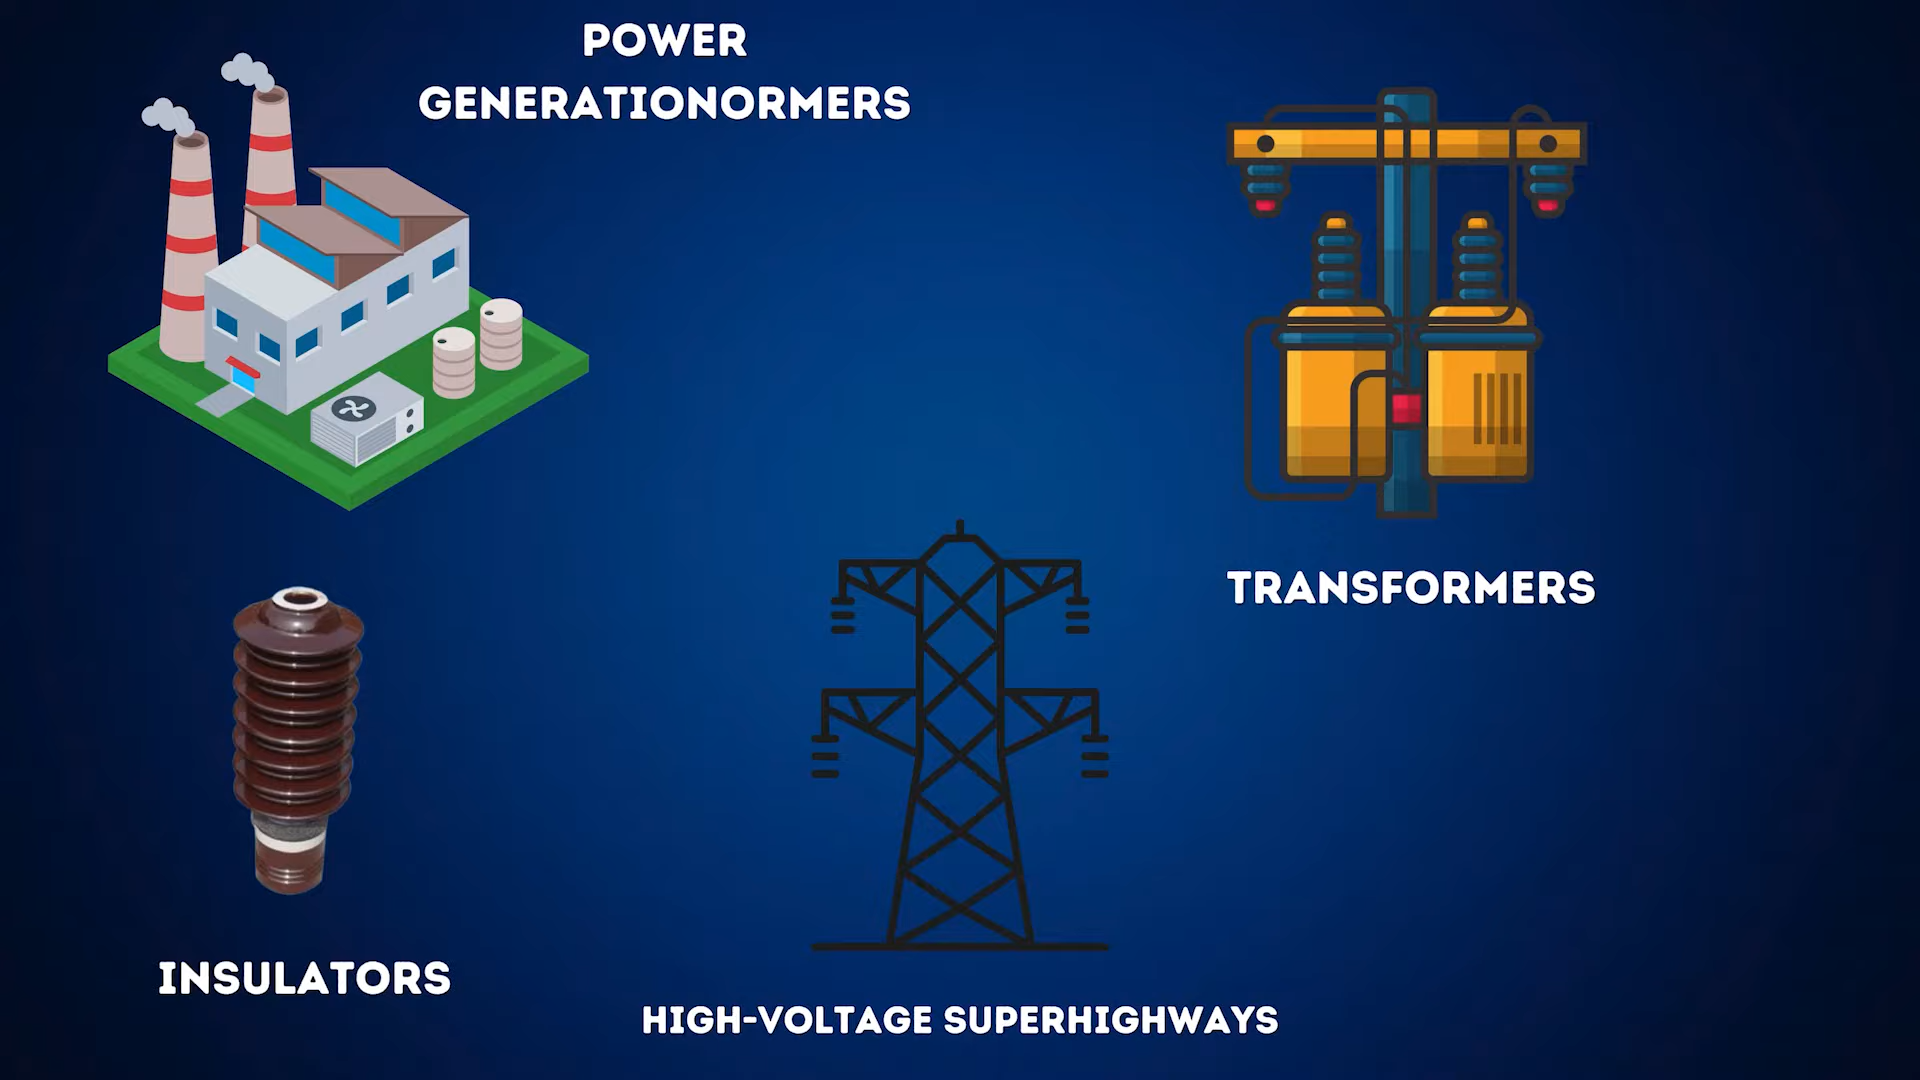 POWER
GENERATIONORMERS
TRANSFORMERS
INSULATORS
HIGH-VOLTAGE SUPERHIGHWAYS